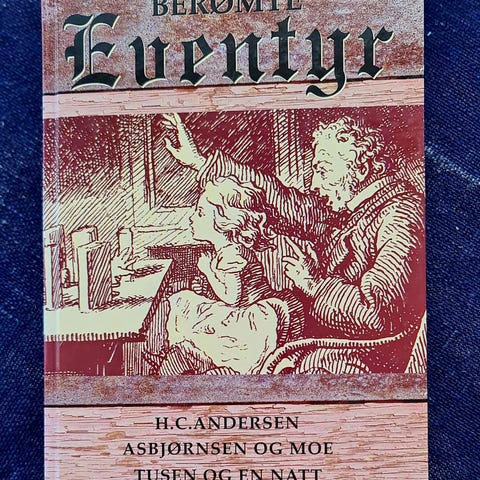 BERØMTE
Eventyr
H.C.ANDERSEN
ASBJØRNSEN OG MOE
TUSEN OG EN NATT